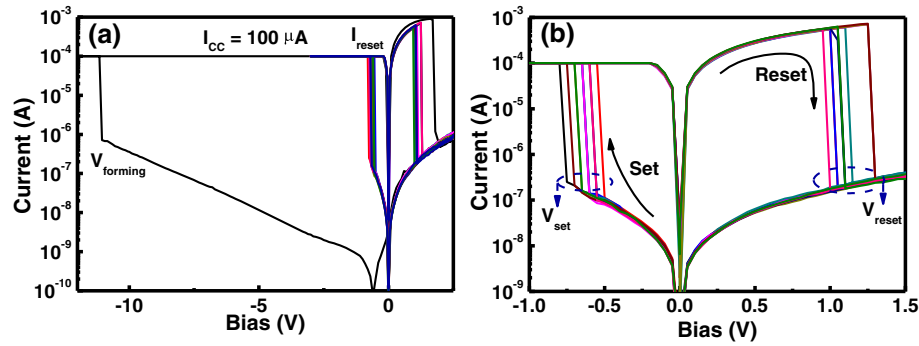 (a)
I_CC = 100 μA
I_reset
V_forming
Current (A)
10^-3
10^-4
10^-5
10^-6
10^-7
10^-8
10^-9
10^-10
-10
-5
0
Bias (V)
(b)
Reset
Set
V_set
V_reset
Current (A)
10^-3
10^-4
10^-5
10^-6
10^-7
10^-8
10^-9
-1.0
-0.5
0.0
0.5
1.0
1.5
Bias (V)